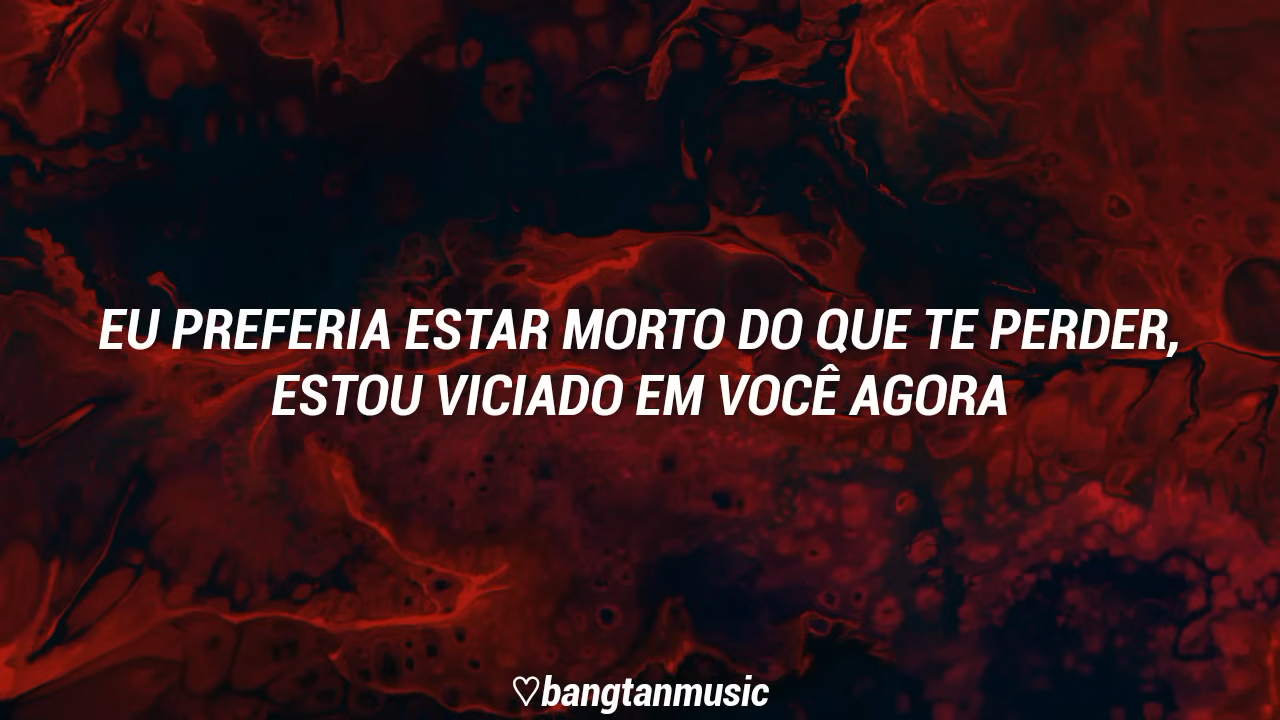 EU PREFERIA ESTAR MORTO DO QUE TE PERDER,
ESTOU VICIADO EM VOCÊ AGORA
♡bangtanmusic